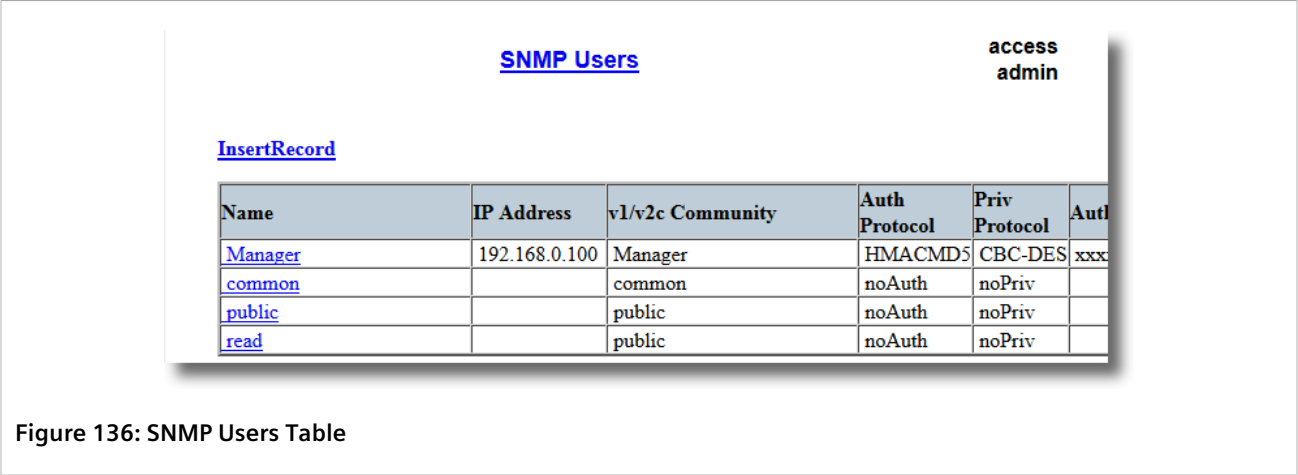 SNMP Users
access
admin
InsertRecord
Name IP Address v1/v2c Community Auth Protocol Priv Protocol
Manager 192.168.0.100 Manager HMACMD5 CBC-DES
common common noAuth noPriv
public public noAuth noPriv
read public noAuth noPriv
Figure 136: SNMP Users Table